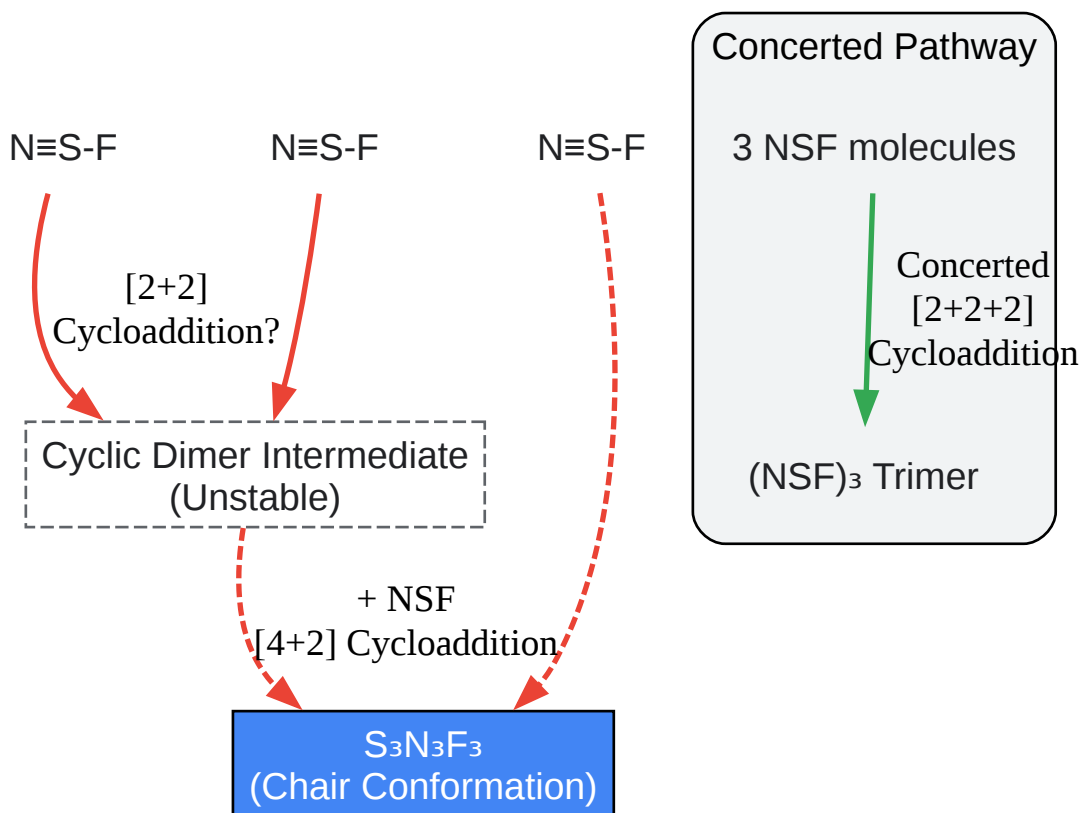 Concerted Pathway
N≡S-F
N≡S-F
N≡S-F
3 NSF molecules
[2+2]
Cycloaddition?
Concerted
[2+2+2]
Cycloaddition
Cyclic Dimer Intermediate
(Unstable)
(NSF)₃ Trimer
+ NSF
[4+2] Cycloaddition
S₃N₃F₃
(Chair Conformation)